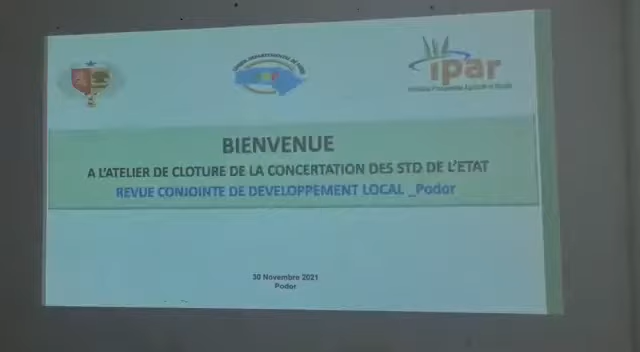 ipar
BIENVENUE
A L'ATELIER DE CLOTURE DE LA CONCERTATION DES STD DE L'ETAT
REVUE CONJOINTE DE DEVELOPPEMENT LOCAL _Podor
30 Novembre 2021
Podor